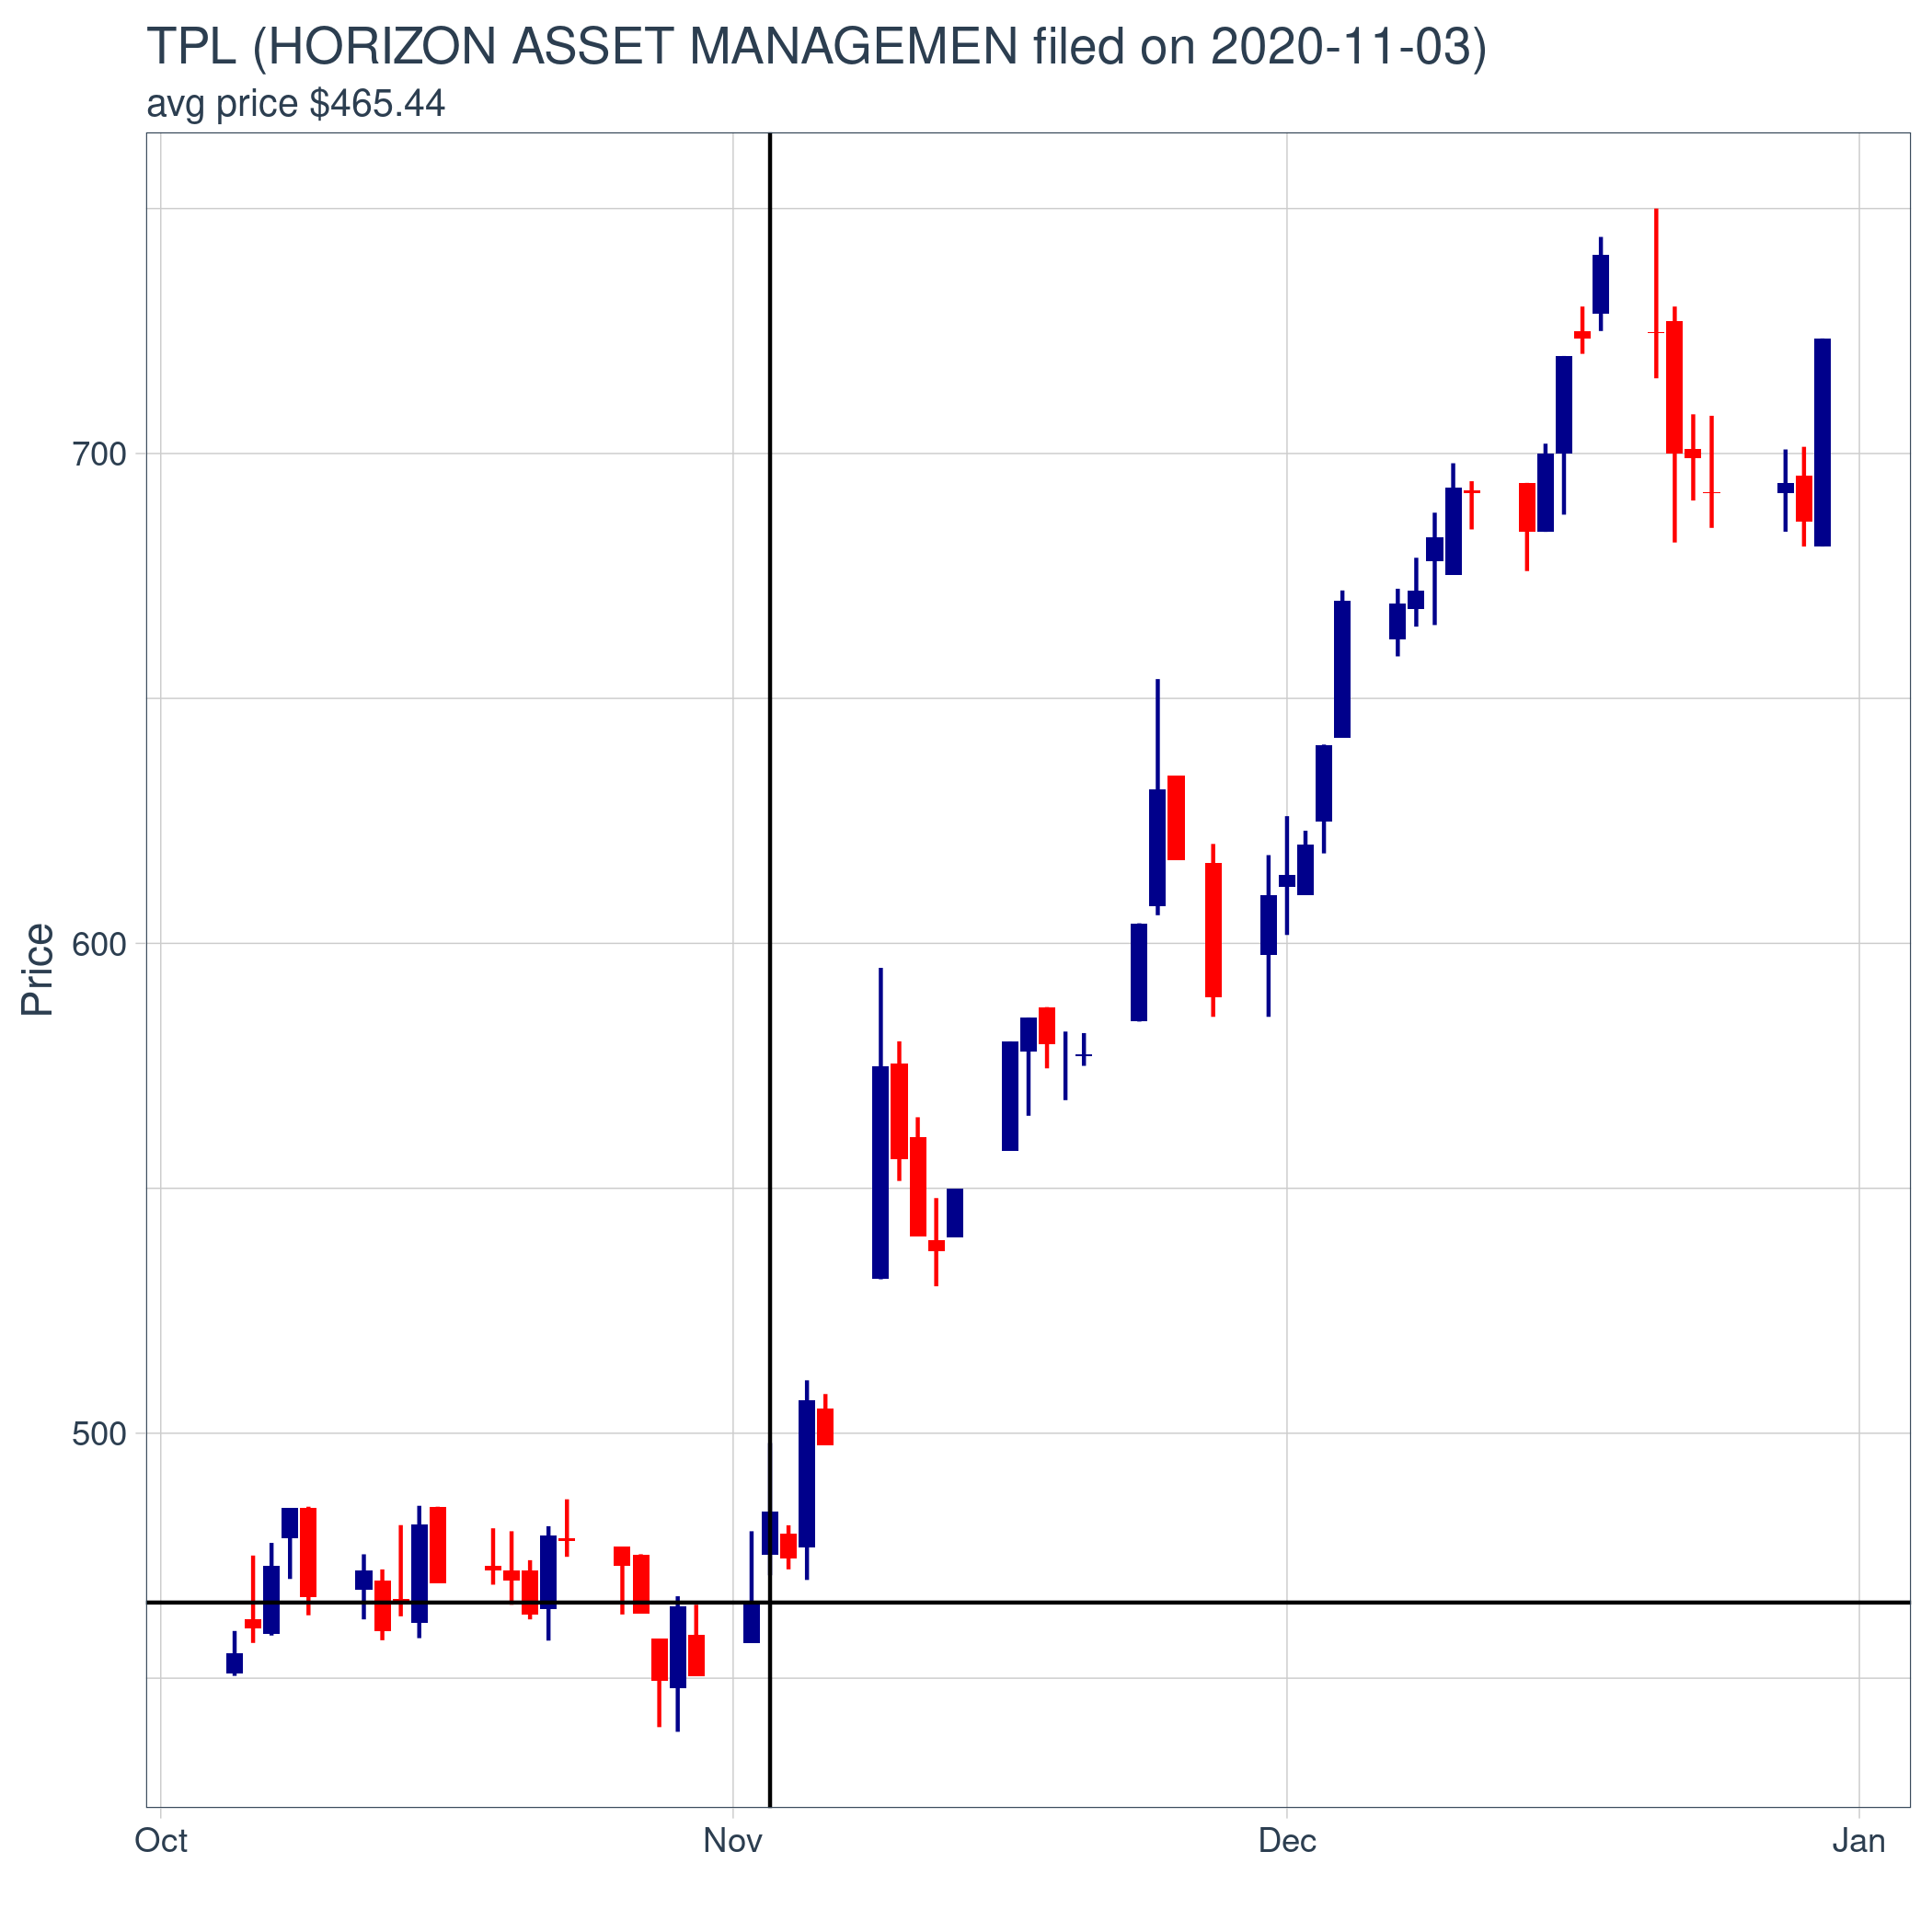 TPL (HORIZON ASSET MANAGEMEN filed on 2020-11-03)
avg price $465.44
Price
700
600
500
Oct Nov Dec Jan